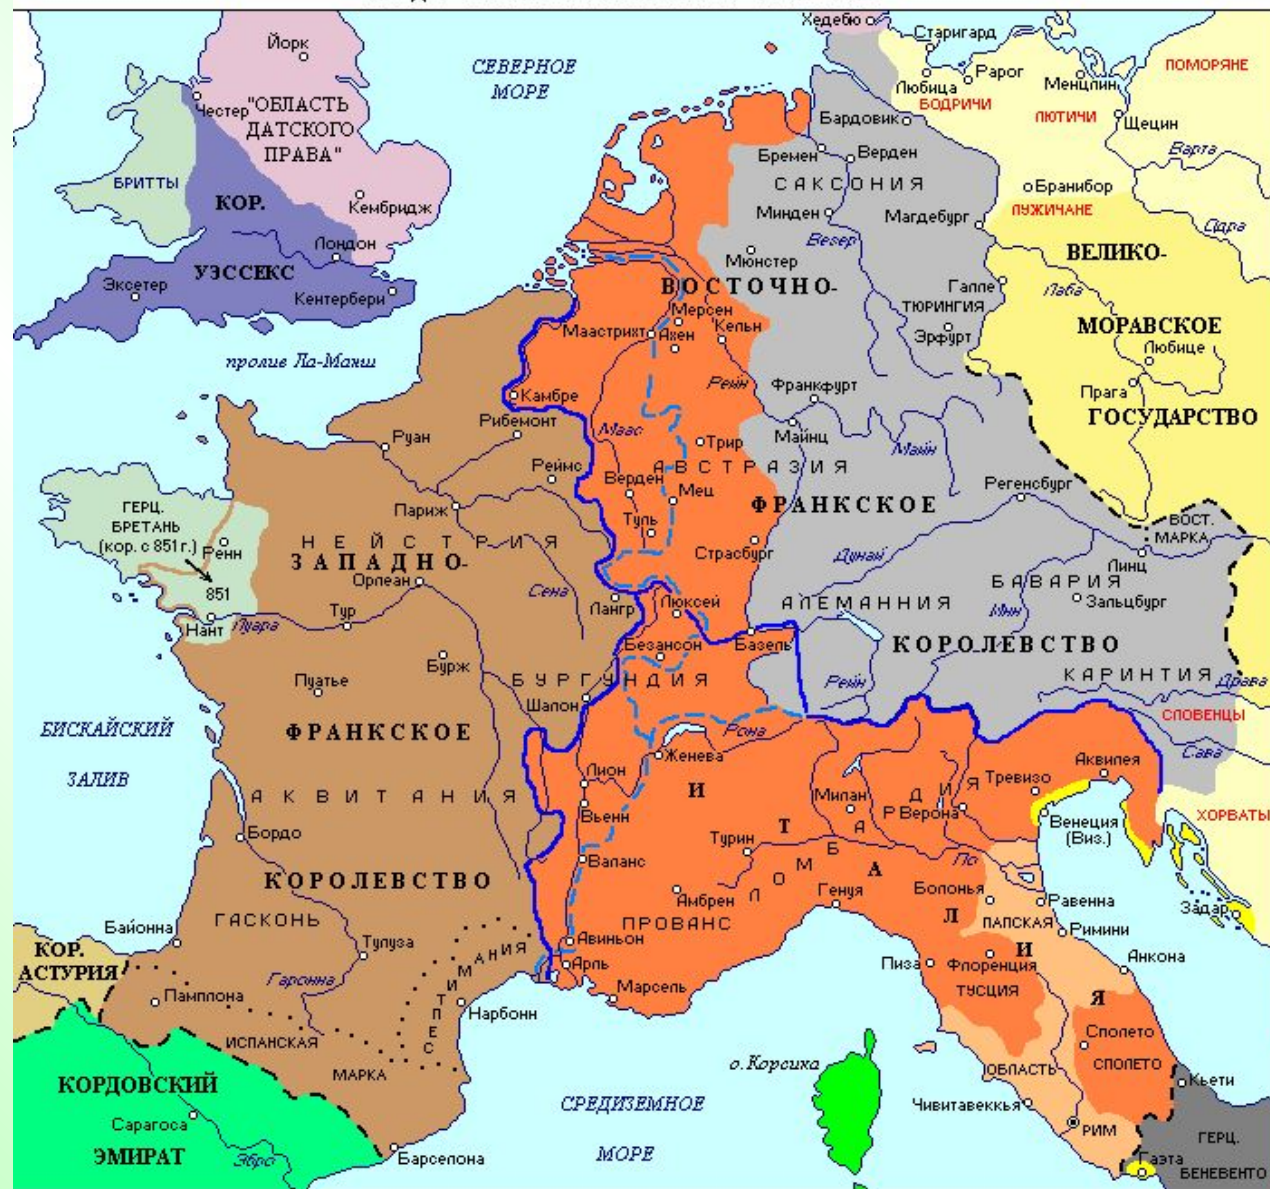 Хедебю
Старигард
Йорк
СЕВЕРНОЕ
МОРЕ
Рарог
ПОМОРЯНЕ
Любица
Менцлин
БОДРИЧИ
Честер
"ОБЛАСТЬ
ДАТСКОГО
ПРАВА"
Бардовик
ЛЮТИЧИ
Щецин
Бремен
Верден
Варта
САКСОНИЯ
БРИТТЫ
КОР.
УЭССЕКС
Кембридж
Бранибор
ЛУЖИЧАНЕ
Минден
Магдебург
Везер
Одра
Лондон
Мюнстер
ВЕЛИКО-
МОРАВСКОЕ
ГОСУДАРСТВО
Эксетер
Кентербери
ВОСТОЧНО-
Галле
Лаба
ТЮРИНГИЯ
Мерсен
Маастрихт
Ахен
Кельн
Эрфурт
Любице
пролив Ла-Манш
Прага
Рейн
Франкфурт
Камбре
Рибемонт
Руан
Маас
Трир
Майнц
Майн
Реймс
АВСТРАЗИЯ
Верден
Мец
Регенсбург
ФРАНКСКОЕ
ГЕРЦ.
БРЕТАНЬ
(кор. с 851 г.)
Ренн
851
Париж
Туль
ВОСТ.
МАРКА
НЕЙСТРИЯ
ЗАПАДНО-
Страсбург
Дунай
Линц
Орлеан
БАВАРИЯ
Сена
Лангр
Люксей
АЛЕМАННИЯ
Инн
Зальцбург
Тур
Нант
Луара
Безансон
Базель
КОРОЛЕВСТВО
Бурж
БУРГУНДИЯ
Рейн
КАРИНТИЯ
Драва
Пуатье
Шалон
БИСКАЙСКИЙ
ЗАЛИВ
ФРАНКСКОЕ
Рона
СЛОВЕНЦЫ
Женева
Сава
Аквилея
Лион
Тревизо
АКВИТАНИЯ
ИТАЛИЯ
Милан
Р
Верона
Вьенн
ХОРВАТЫ
Бордо
Венеция
(Виз.)
Турин
ЛОМБАРДИЯ
Валанс
По
КОРОЛЕВСТВО
Амбрен
Генуя
Болонья
Равенна
ПРОВАНС
ПАПСКАЯ
Задар
ГАСКОНЬ
Байонна
Римини
КОР.
АСТУРИЯ
Тулуза
Авиньон
Арль
Пиза
Флоренция
Анкона
Гаронна
СЕПТИМАНИЯ
ТУСЦИЯ
Памплона
Марсель
Нарбонн
ИСПАНСКАЯ
МАРКА
Сполето
СПОЛЕТО
о.Корсика
ОБЛАСТЬ
КОРДОВСКИЙ
ЭМИРАТ
Кьети
Сарагоса
СРЕДИЗЕМНОЕ
МОРЕ
Чивитавеккья
РИМ
ГЕРЦ.
БЕНЕВЕНТО
Эбро
Барселона
Гаэта